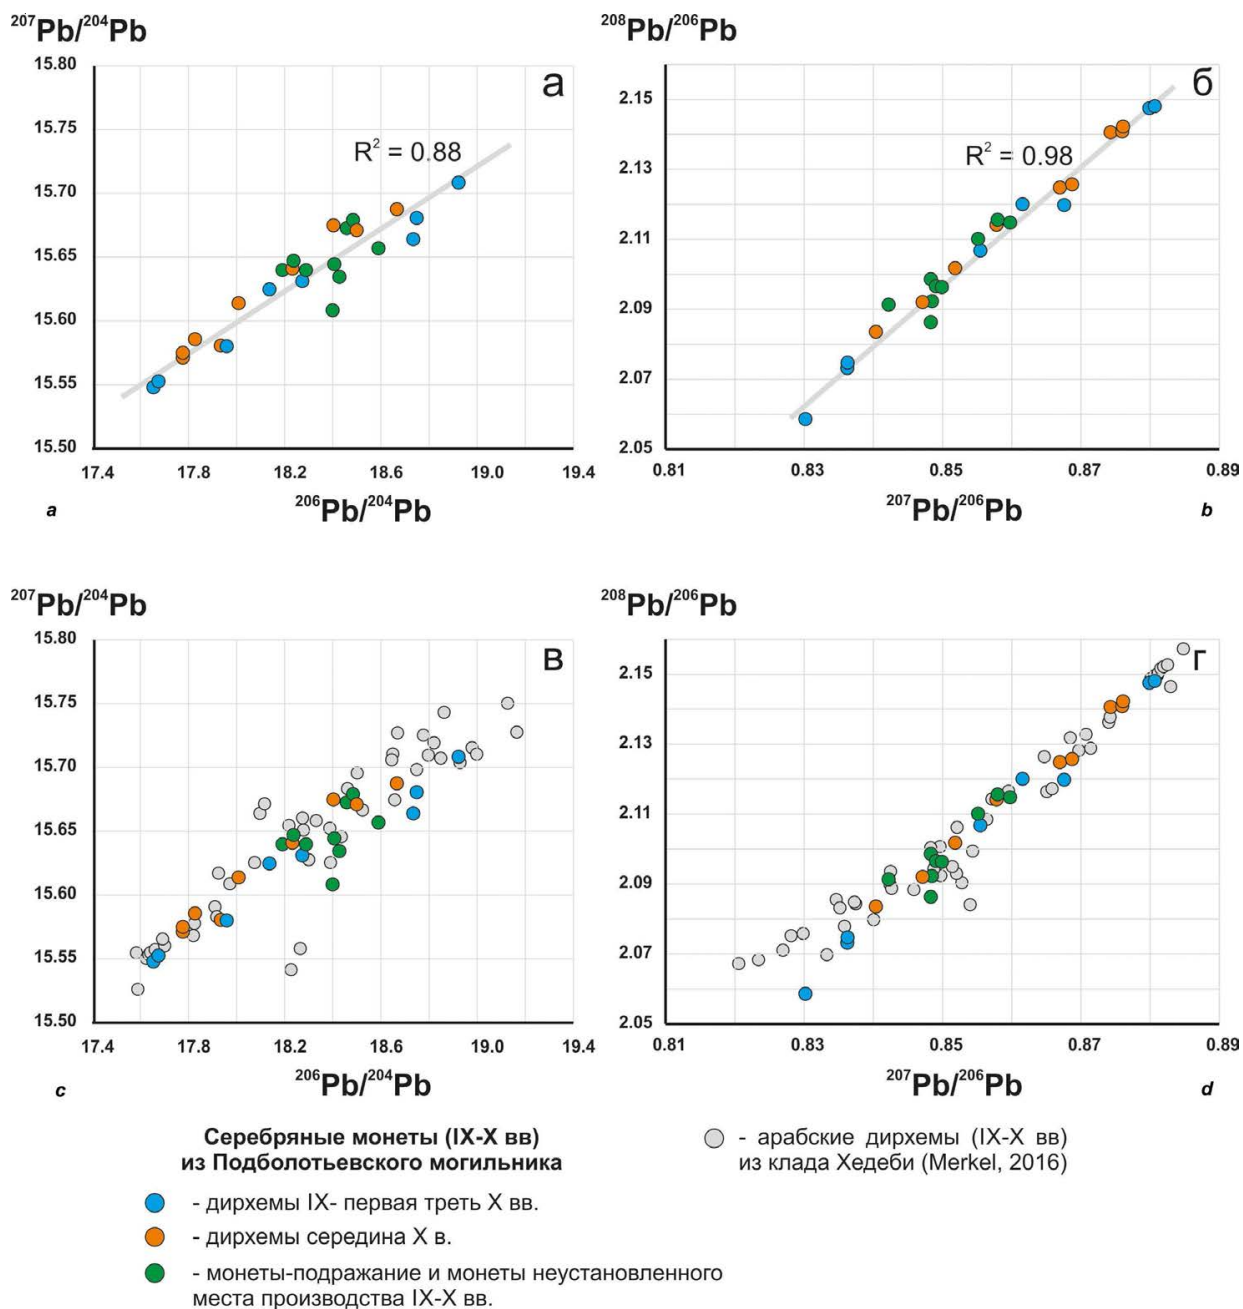 ²⁰⁷Pb/²⁰⁴Pb
15.80
15.75
15.70
15.65
15.60
15.55
15.50
а
R² = 0.88
17.4 17.8 18.2 18.6 19.0 19.4
²⁰⁶Pb/²⁰⁴Pb
a
²⁰⁸Pb/²⁰⁶Pb
2.15
2.13
2.11
2.09
2.07
2.05
б
R² = 0.98
0.81 0.83 0.85 0.87 0.89
²⁰⁷Pb/²⁰⁶Pb
b
²⁰⁷Pb/²⁰⁴Pb
15.80
15.75
15.70
15.65
15.60
15.55
15.50
в
17.4 17.8 18.2 18.6 19.0 19.4
²⁰⁶Pb/²⁰⁴Pb
c
²⁰⁸Pb/²⁰⁶Pb
2.15
2.13
2.11
2.09
2.07
2.05
г
0.81 0.83 0.85 0.87 0.89
²⁰⁷Pb/²⁰⁶Pb
d
Серебряные монеты (IX-X вв)
из Подболотьевского могильника
- дирхемы IX- первая треть X вв.
- дирхемы середина X в.
- монеты-подражание и монеты неустановленного
места производства IX-X вв.
- арабские дирхемы (IX-X вв)
из клада Хедеби (Merkel, 2016)